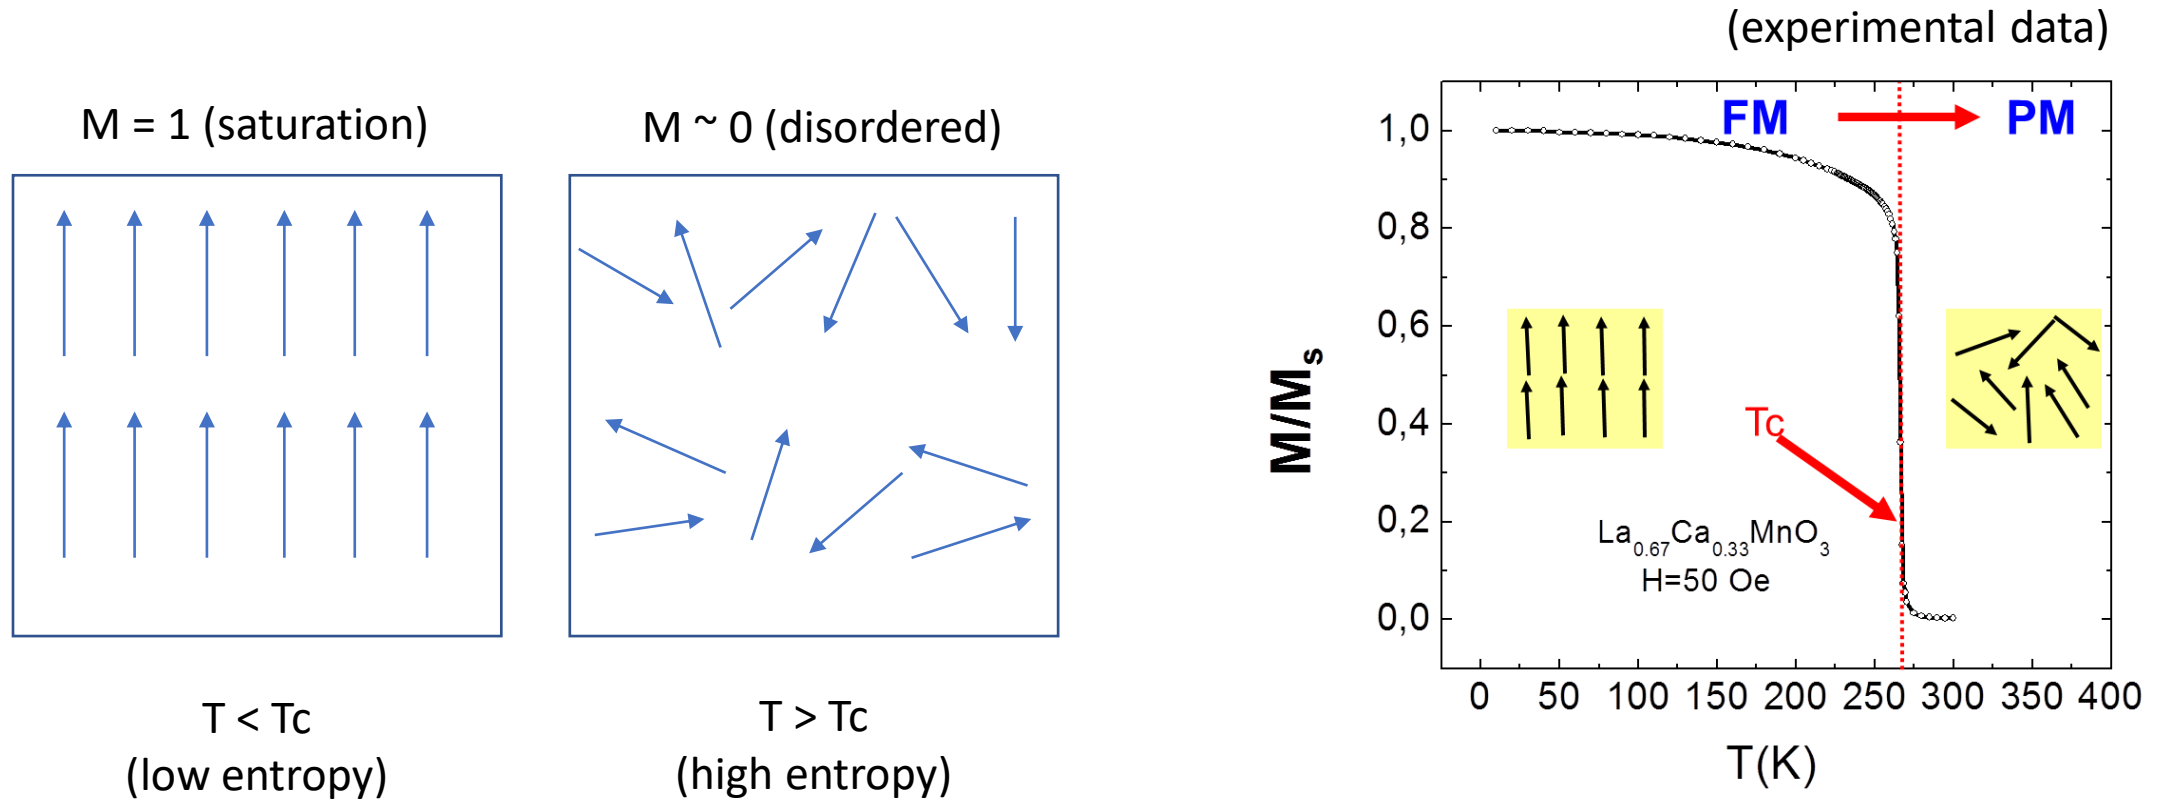 M = 1 (saturation)
T < Tc
(low entropy)
M ~ 0 (disordered)
T > Tc
(high entropy)
(experimental data)
FM
PM
1,0
0,8
0,6
0,4
0,2
0,0
M/Mₛ
Tc
La₀.₆₇Ca₀.₃₃MnO₃
H=50 Oe
0 50 100 150 200 250 300 350 400
T(K)